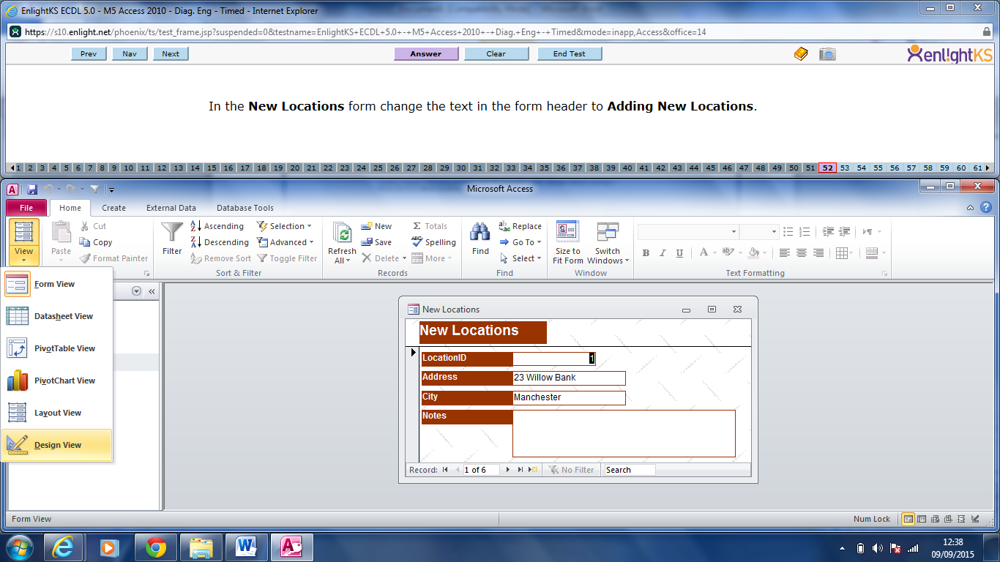 EnlightKS ECDL 5.0 - M5 Access 2010 - Diag. Eng - Timed - Internet Explorer
https://s10.enlight.net/phoenix/ts/test_frame.jsp?suspended=0&testname=EnlightKS+ECDL+5.0+-+M5+Access+2010+-+Diag.+Eng+-+Timed&mode=inapp,Access&office=14
Prev Nav Next Answer Clear End Test enlightKS
In the New Locations form change the text in the form header to Adding New Locations.
1 2 3 4 5 6 7 8 9 10 11 12 13 14 15 16 17 18 19 20 21 22 23 24 25 26 27 28 29 30 31 32 33 34 35 36 37 38 39 40 41 42 43 44 45 46 47 48 49 50 51 52 53 54 55 56 57 58 59 60 61
Microsoft Access
File Home Create External Data Database Tools
View
Paste
Cut
Copy
Format Painter
Filter
Ascending
Descending
Remove Sort
Selection
Advanced
Toggle Filter
Sort & Filter
Refresh All
New
Save
Delete
Totals
Spelling
More
Records
Find
Replace
Go To
Select
Find
Size to Fit Form
Switch Windows
Window
B I U A
Text Formatting
Form View
Datasheet View
PivotTable View
PivotChart View
Layout View
Design View
New Locations
New Locations
LocationID 1
Address 23 Willow Bank
City Manchester
Notes
Record: 1 of 6 No Filter Search
Form View Num Lock
12:38
09/09/2015